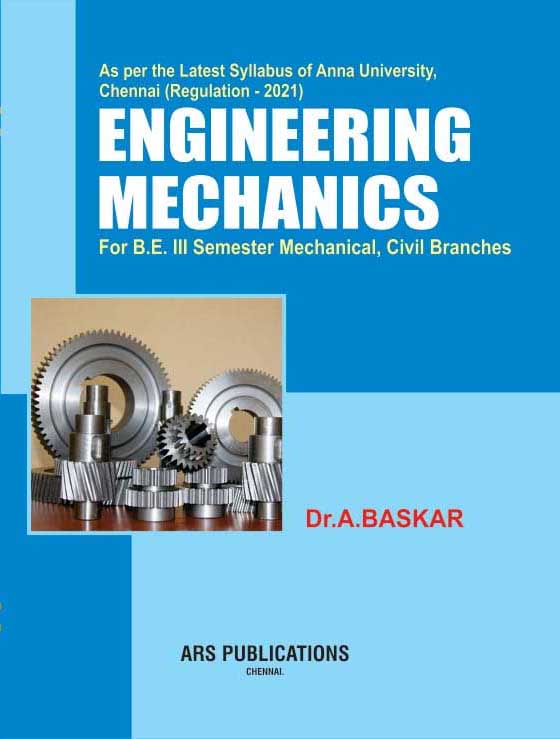 As per the Latest Syllabus of Anna University,
Chennai (Regulation - 2021)
ENGINEERING
MECHANICS
For B.E. III Semester Mechanical, Civil Branches
Dr.A.BASKAR
ARS PUBLICATIONS
CHENNAI.